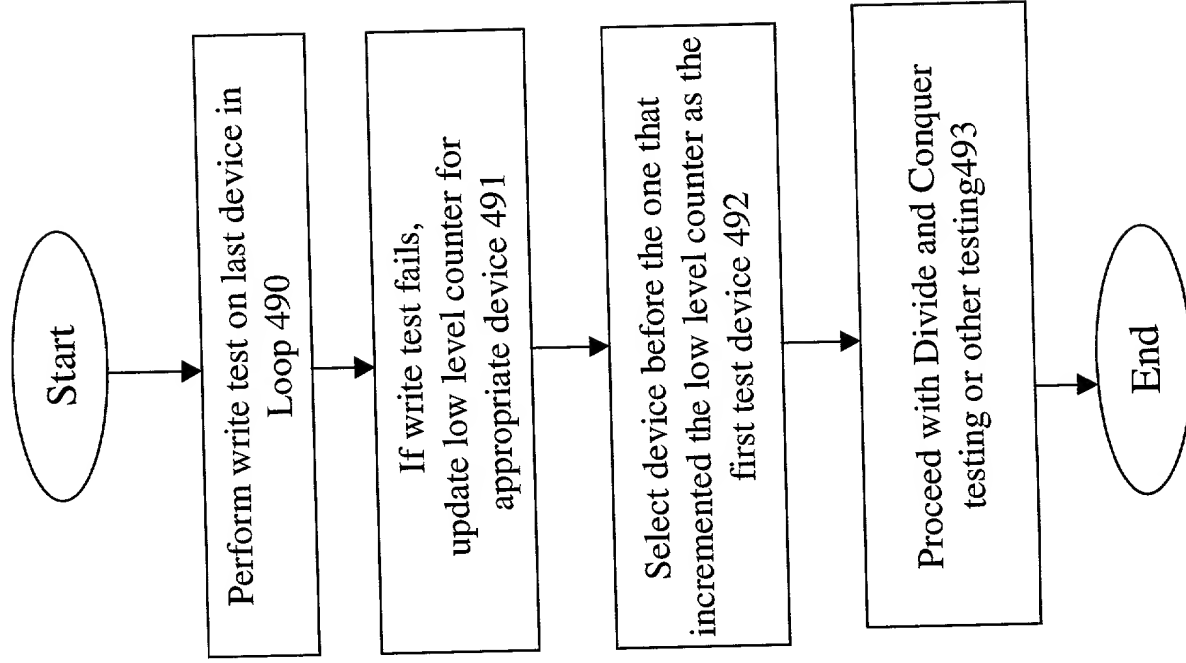 Start
Perform write test on last device in
Loop 490
If write test fails,
update low level counter for
appropriate device 491
Select device before the one that
incremented the low level counter as the
first test device 492
Proceed with Divide and Conquer
testing or other testing493
End